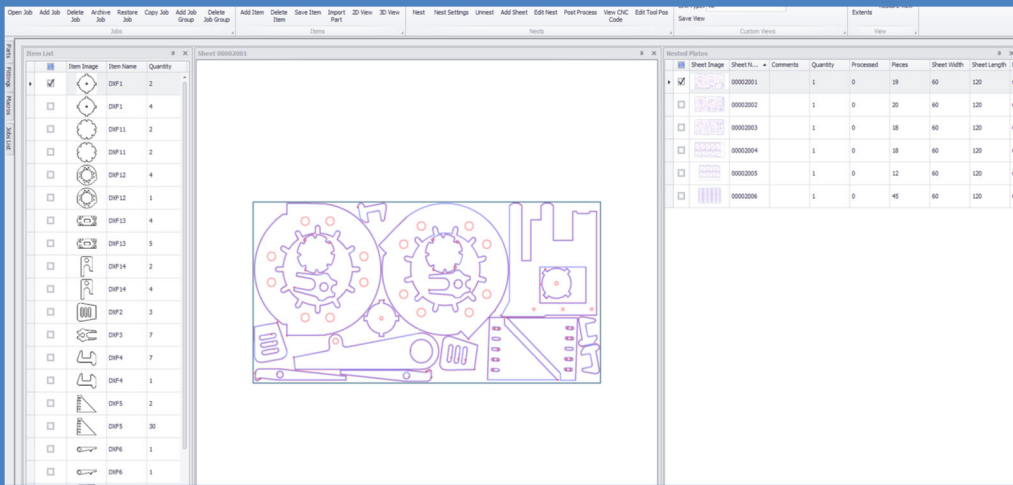 Open Job Add Job Delete Job Archive Job Restore Job Copy Job Add Job Group Delete Job Group Add Item Delete Item Save Item Import Part 2D View 3D View Nest Nest Settings Unnest Add Sheet Edit Nest Post Process View CNC Code Edit Tool Pos Save View Extents
Jobs Items Nests Custom Views View
Parts
Fittings
Macros
Jobs List
Item List
Item Image Item Name Quantity
DXF1 2
DXF1 4
DXF11 2
DXF11 2
DXF12 4
DXF12 1
DXF13 4
DXF13 5
DXF14 2
DXF14 4
DXF2 3
DXF3 7
DXF4 7
DXF4 1
DXF5 2
DXF5 30
DXF6 1
DXF6 1
Sheet 00002001
Nested Plates
Sheet Image Sheet N... Comments Quantity Processed Pieces Sheet Width Sheet Length
00002001 1 0 19 60 120
00002002 1 0 20 60 120
00002003 1 0 18 60 120
00002004 1 0 18 60 120
00002005 1 0 12 60 120
00002006 1 0 45 60 120